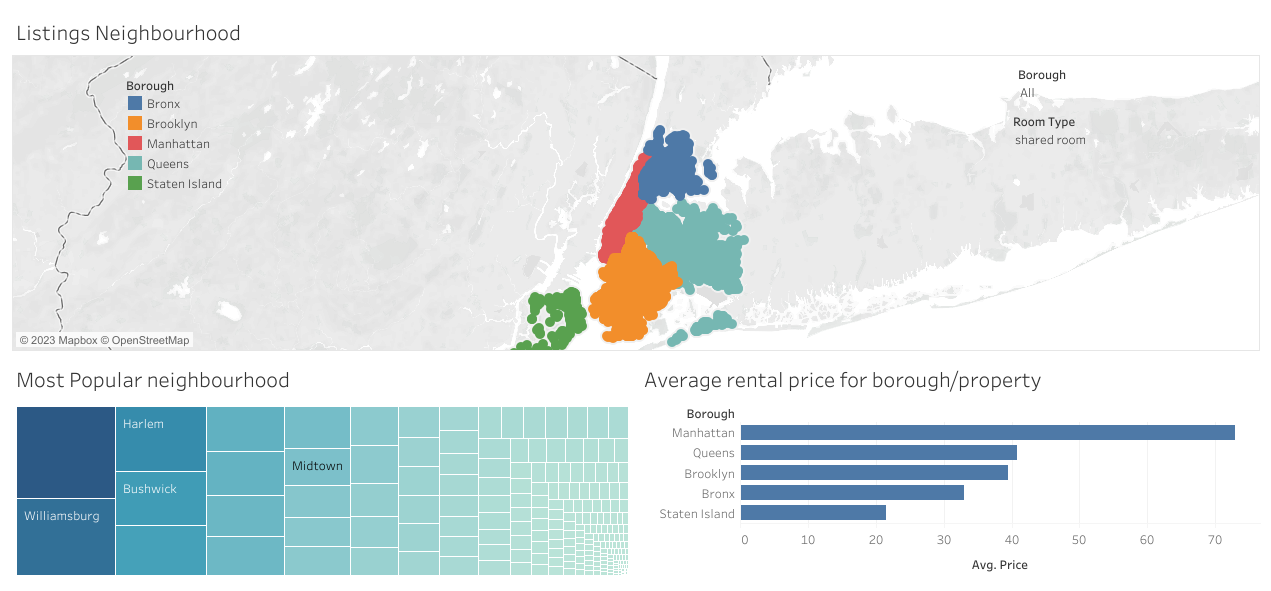 Listings Neighbourhood
Borough
Bronx
Brooklyn
Manhattan
Queens
Staten Island
Borough
All
Room Type
shared room
© 2023 Mapbox © OpenStreetMap
Most Popular neighbourhood
Harlem
Midtown
Bushwick
Williamsburg
Average rental price for borough/property
Borough
Manhattan
Queens
Brooklyn
Bronx
Staten Island
0 10 20 30 40 50 60 70
Avg. Price